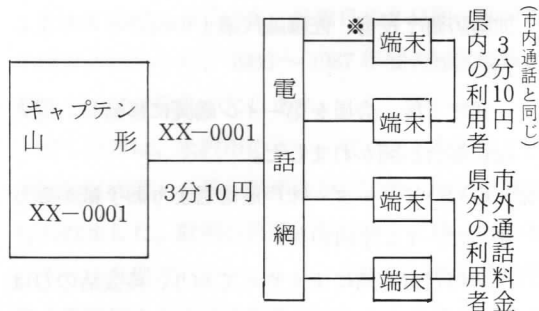 キャプテン
山形
XX-0001
XX-0001
3分10円
電話網
※
端末
端末
端末
端末
県内の利用者
3分10円
(市内通話と同じ)
県外の利用者
市外通話料金